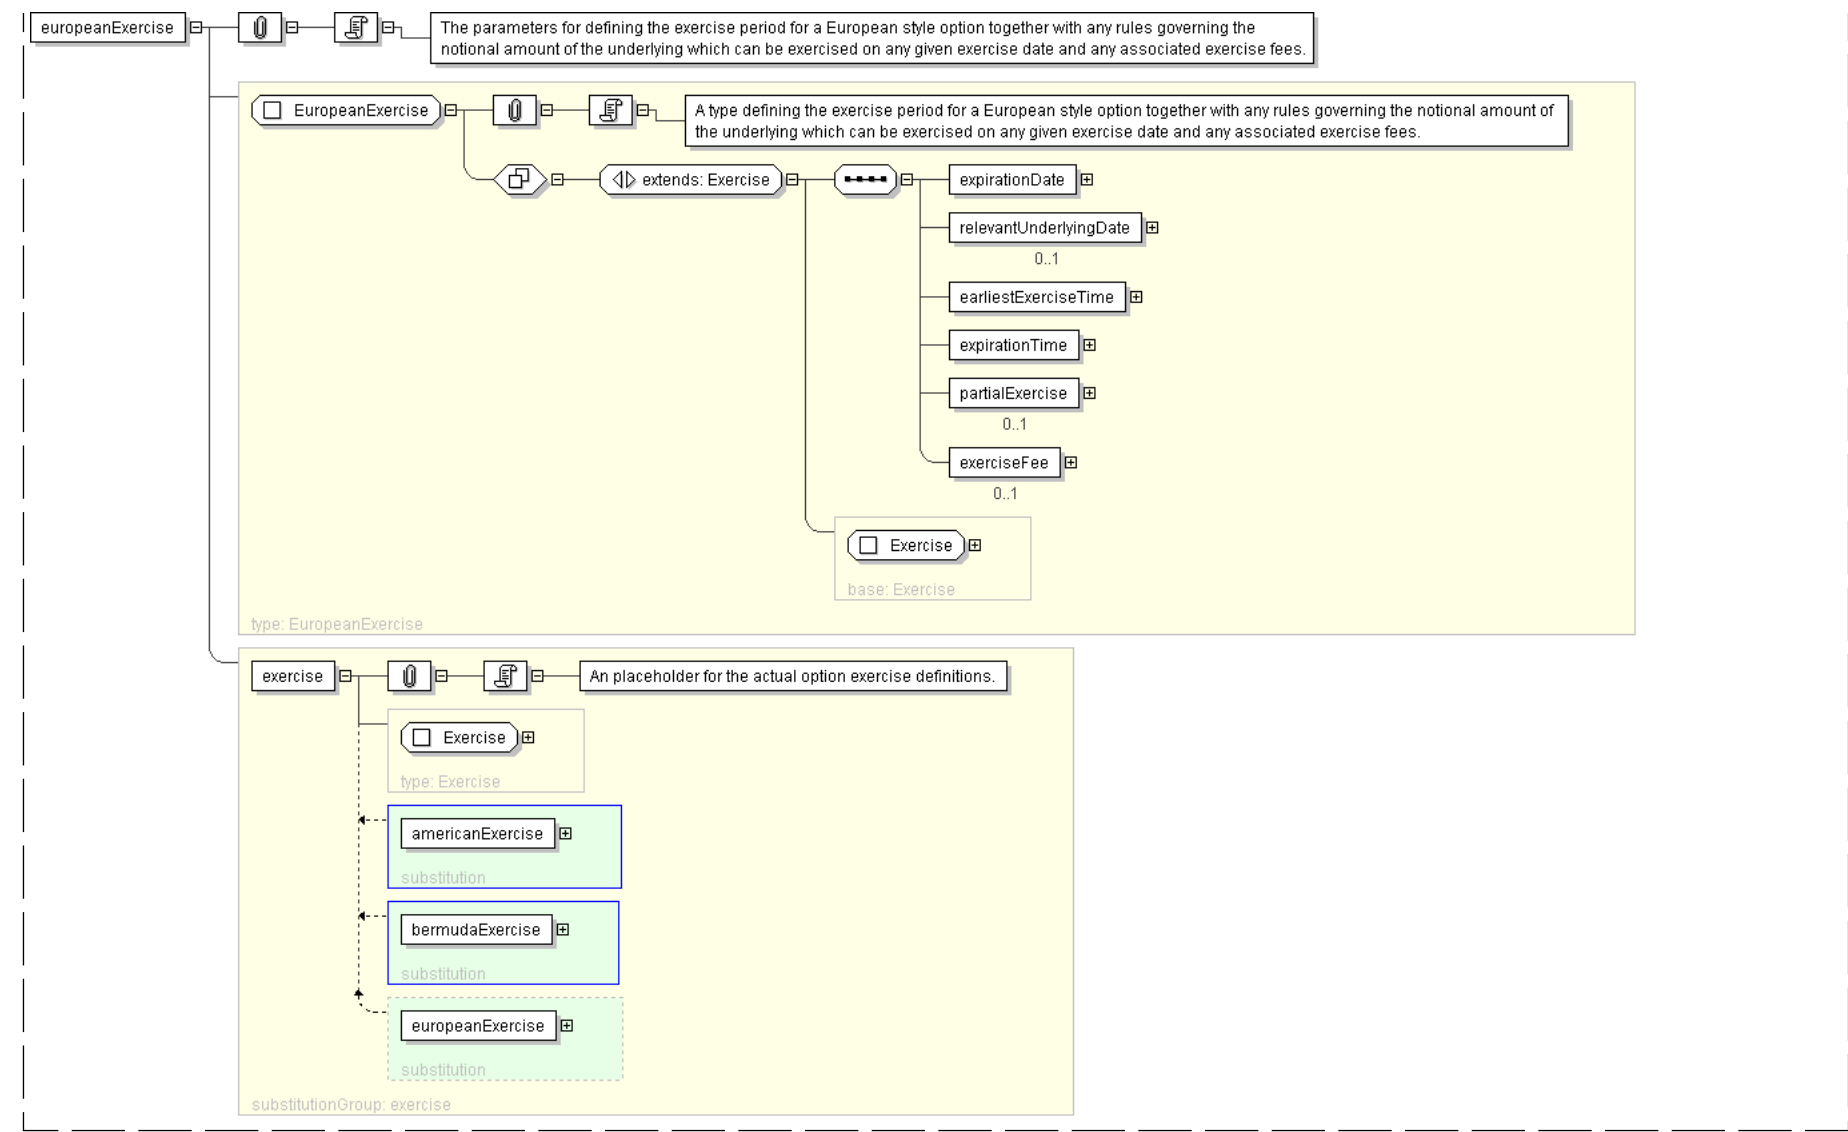 europeanExercise
The parameters for defining the exercise period for a European style option together with any rules governing the
notional amount of the underlying which can be exercised on any given exercise date and any associated exercise fees.
EuropeanExercise
A type defining the exercise period for a European style option together with any rules governing the notional amount of
the underlying which can be exercised on any given exercise date and any associated exercise fees.
extends: Exercise
expirationDate
relevantUnderlyingDate
0..1
earliestExerciseTime
expirationTime
partialExercise
0..1
exerciseFee
0..1
Exercise
base: Exercise
type: EuropeanExercise
exercise
An placeholder for the actual option exercise definitions.
Exercise
type: Exercise
americanExercise
substitution
bermudaExercise
substitution
europeanExercise
substitution
substitutionGroup: exercise